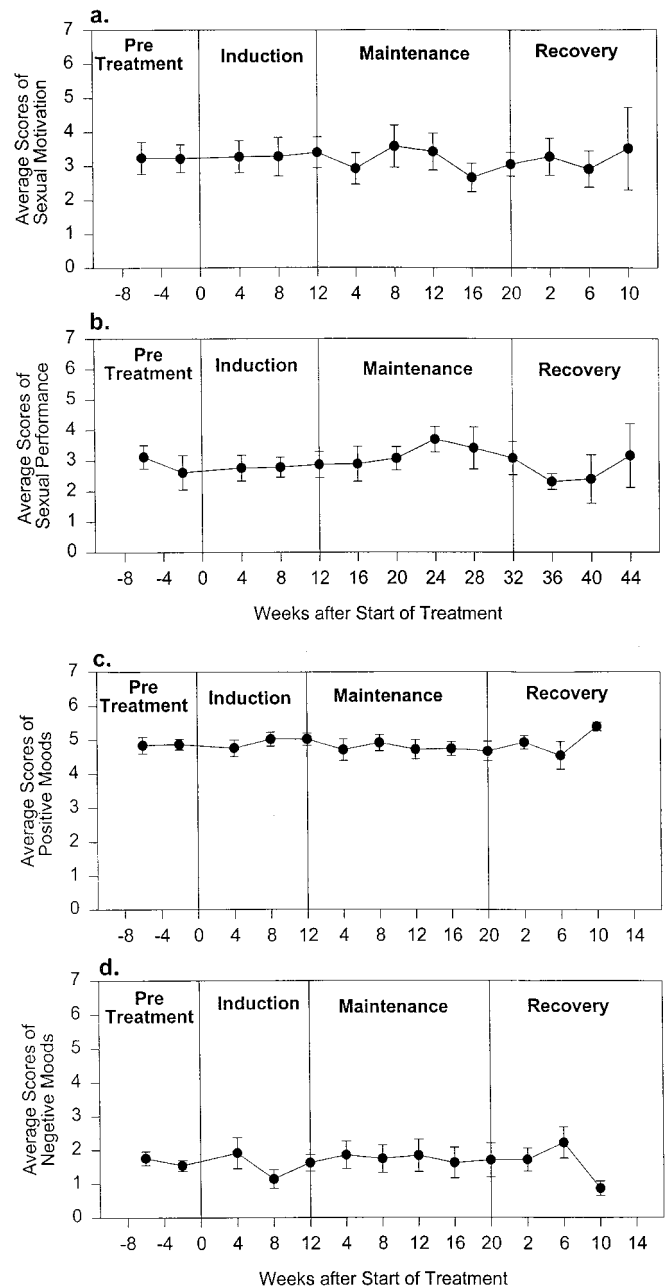 a.
7
6
5
4
3
2
1
0
Average Scores of
Sexual Motivation
Pre
Treatment
Induction
Maintenance
Recovery
-8 -4 0 4 8 12 4 8 12 16 20 2 6 10
b.
7
6
5
4
3
2
1
0
Average Scores of
Sexual Performance
Pre
Treatment
Induction
Maintenance
Recovery
-8 -4 0 4 8 12 16 20 24 28 32 36 40 44
Weeks after Start of Treatment
c.
7
6
5
4
3
2
1
0
Average Scores of
Positive Moods
Pre
Treatment
Induction
Maintenance
Recovery
-8 -4 0 4 8 12 4 8 12 16 20 2 6 10 14
d.
7
6
5
4
3
2
1
0
Average Scores of
Negetive Moods
Pre
Treatment
Induction
Maintenance
Recovery
-8 -4 0 4 8 12 4 8 12 16 20 2 6 10 14
Weeks after Start of Treatment